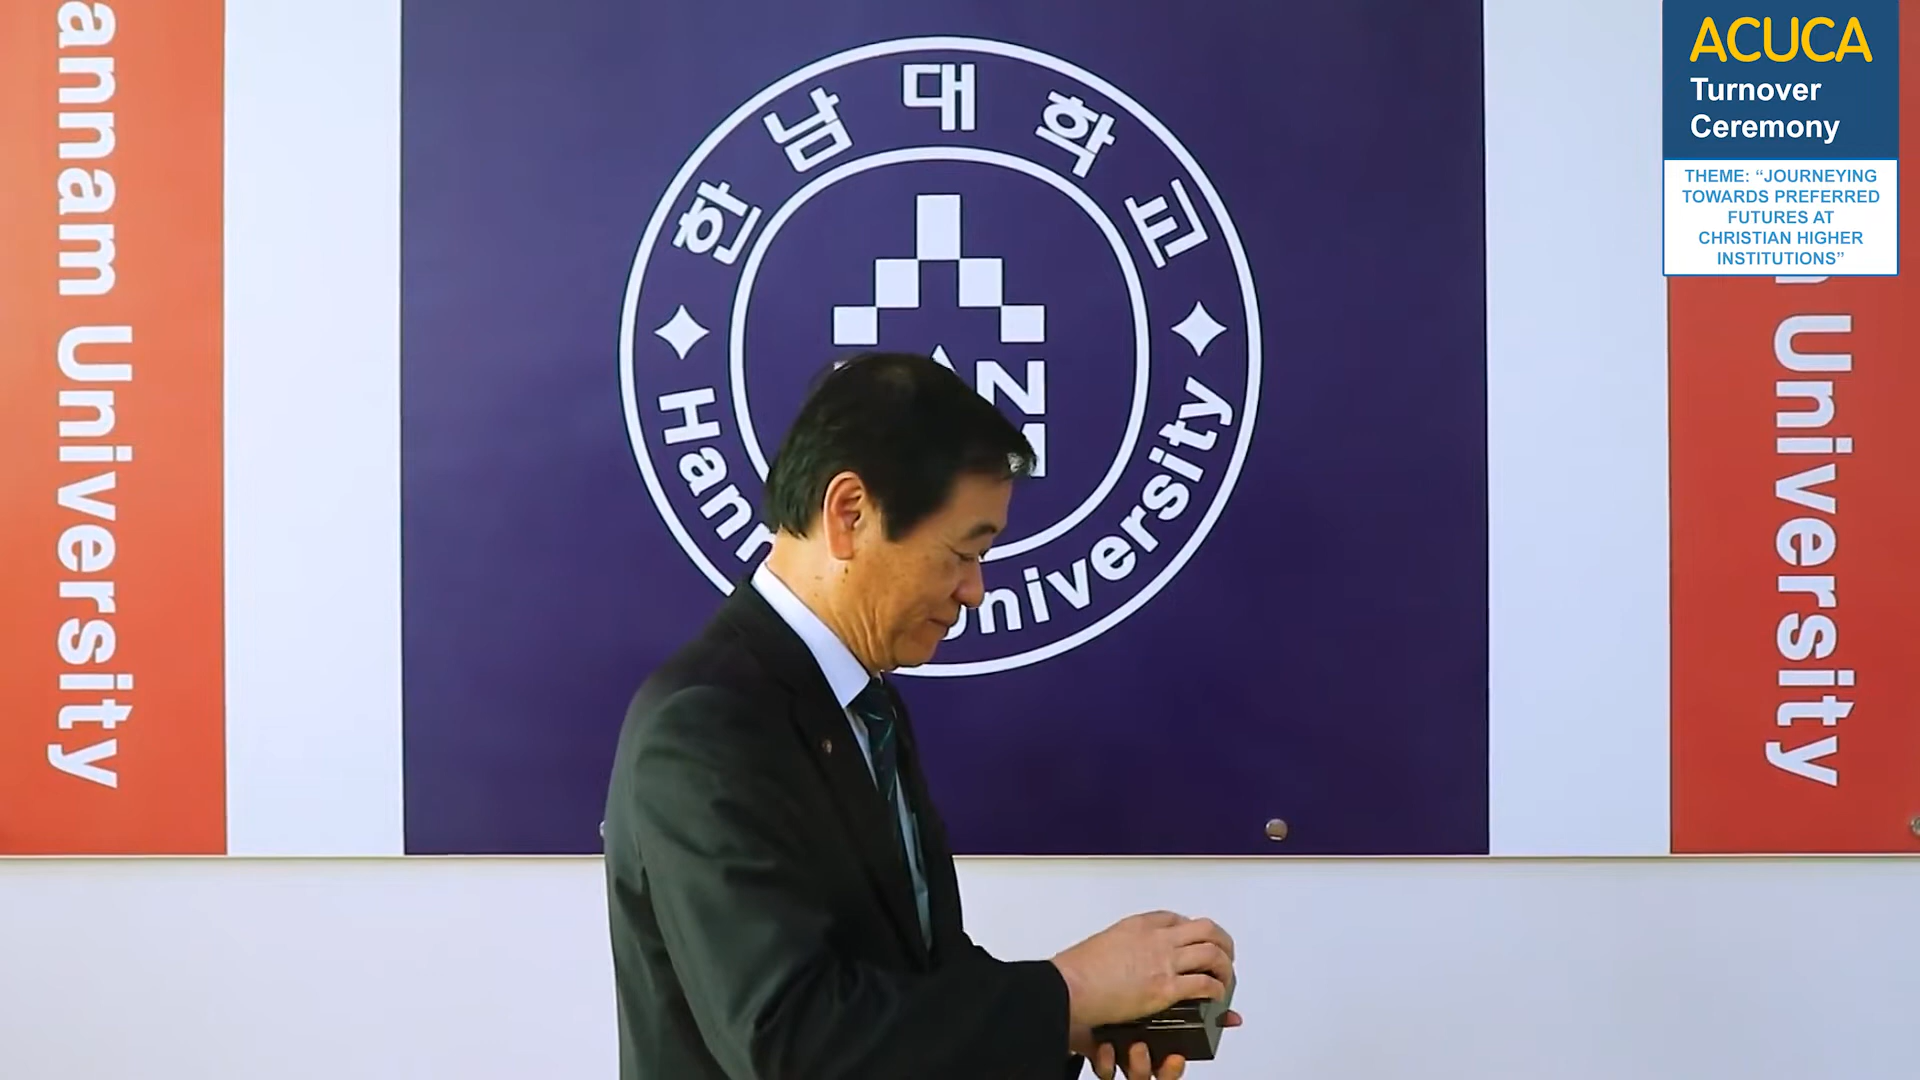 annam University
한남대학교
Hann
University
N
ACUCA
Turnover
Ceremony
THEME: “JOURNEYING
TOWARDS PREFERRED
FUTURES AT
CHRISTIAN HIGHER
INSTITUTIONS”
University